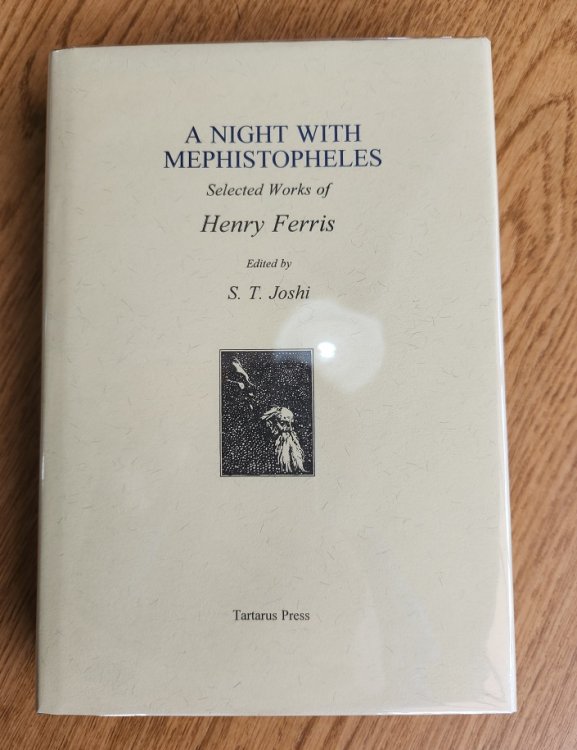 A NIGHT WITH
MEPHISTOPHELES
Selected Works of
Henry Ferris
Edited by
S. T. Joshi
Tartarus Press